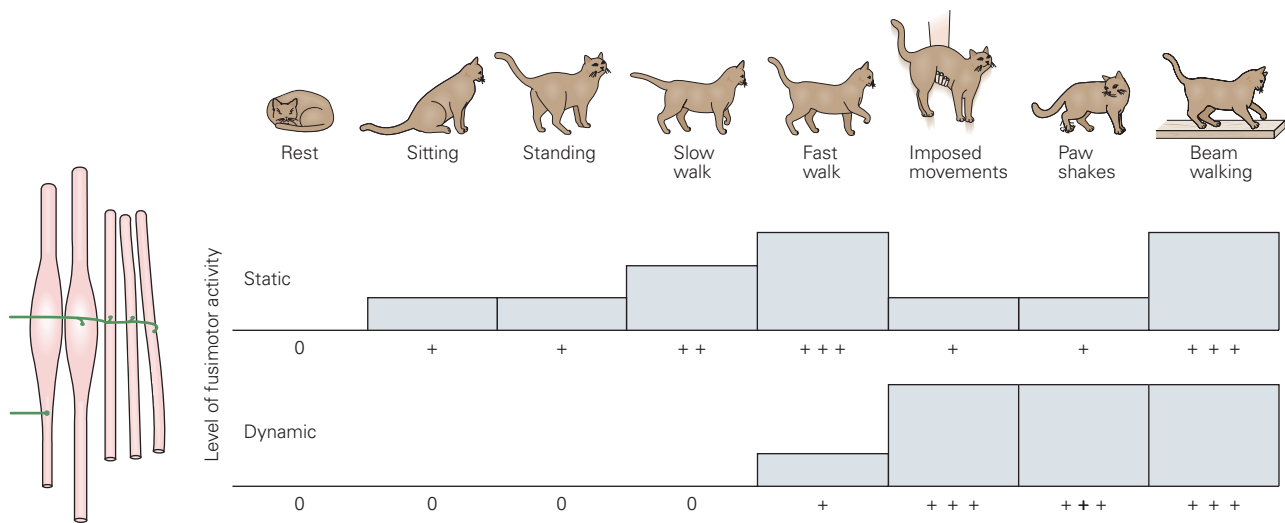 Rest
Sitting
Standing
Slow
walk
Fast
walk
Imposed
movements
Paw
shakes
Beam
walking
Level of fusimotor activity
Static
0 + + + + + + + + + + + +
Dynamic
0 0 0 0 + + + + + + + + + +